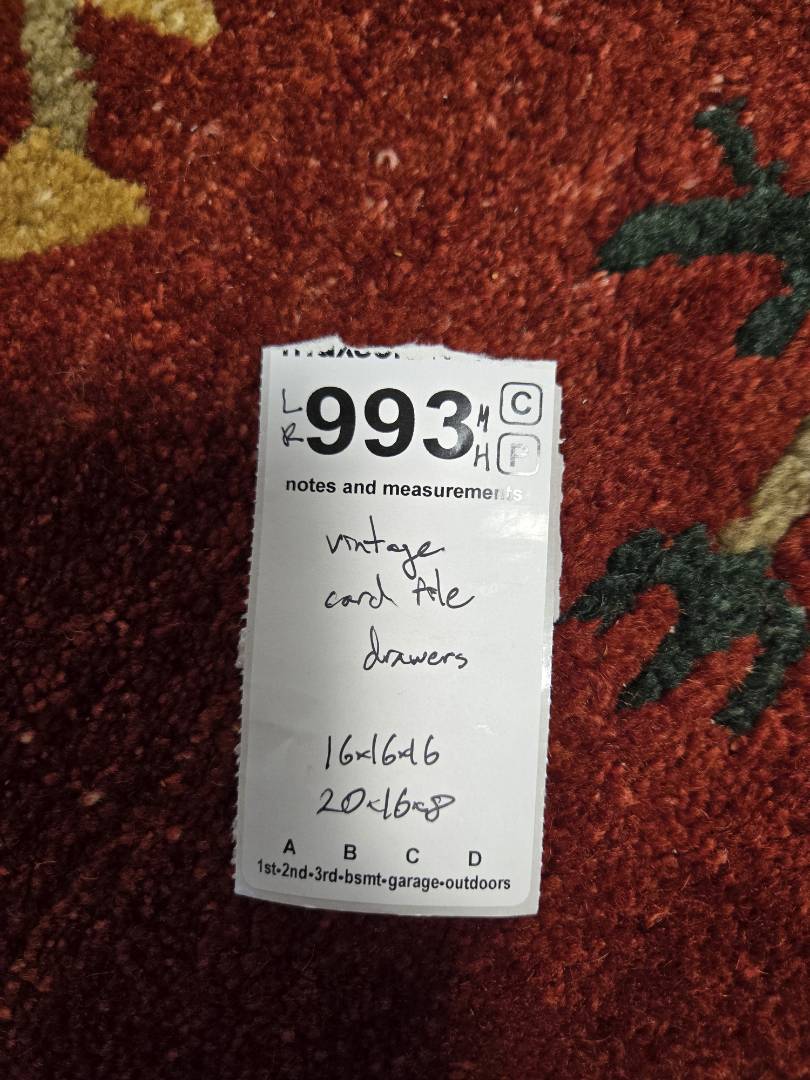 L 993 M C
R H F
notes and measurements
vintage
card file
drawers
16x16x16
20x16x8
A B C D
1st-2nd-3rd-bsmt-garage-outdoors